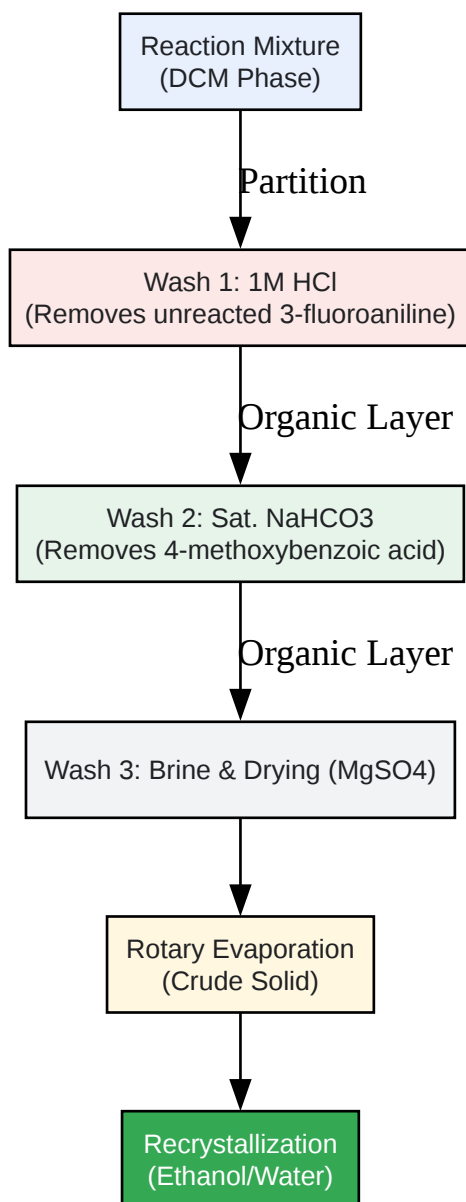 Reaction Mixture
(DCM Phase)
Partition
Wash 1: 1M HCl
(Removes unreacted 3-fluoroaniline)
Organic Layer
Wash 2: Sat. NaHCO3
(Removes 4-methoxybenzoic acid)
Organic Layer
Wash 3: Brine & Drying (MgSO4)
Rotary Evaporation
(Crude Solid)
Recrystallization
(Ethanol/Water)